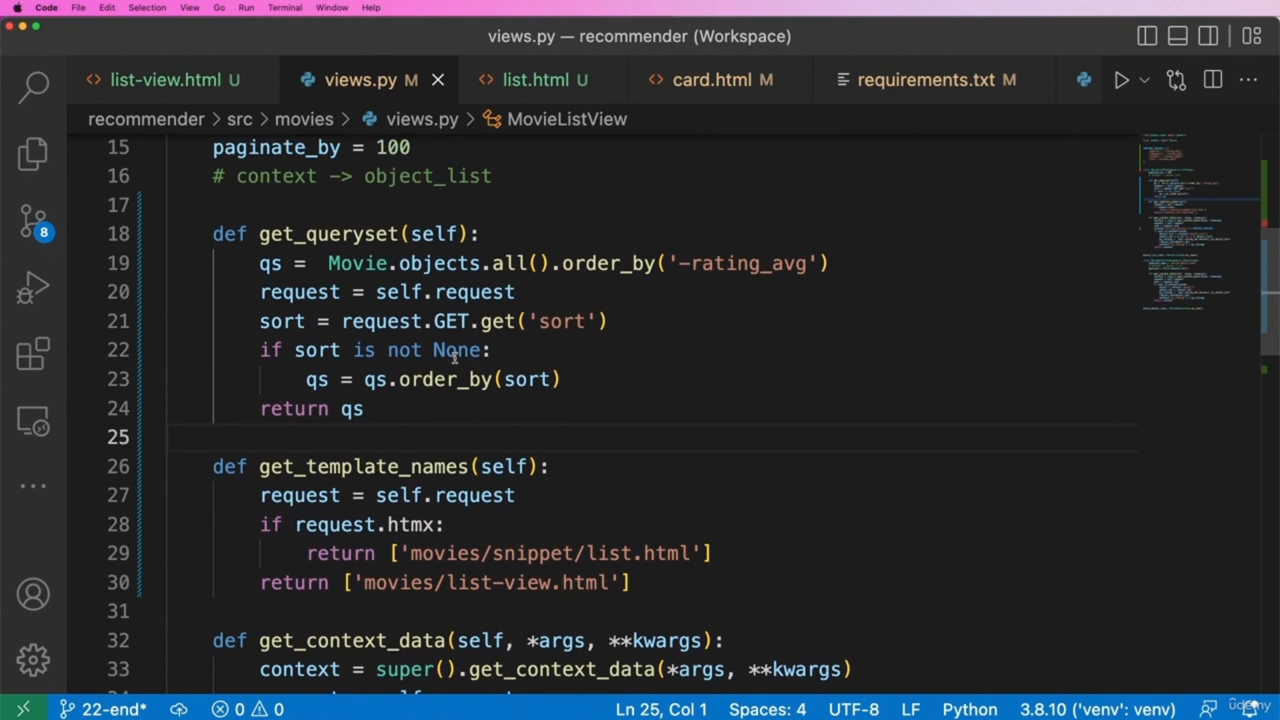 Code File Edit Selection View Go Run Terminal Window Help
views.py — recommender (Workspace)
list-view.html U views.py M list.html U card.html M requirements.txt M
recommender > src > movies > views.py > MovieListView
15 paginate_by = 100
16 # context -> object_list
17
18 def get_queryset(self):
19 qs =  Movie.objects.all().order_by('-rating_avg')
20 request = self.request
21 sort = request.GET.get('sort')
22 if sort is not None:
23 qs = qs.order_by(sort)
24 return qs
25
26 def get_template_names(self):
27 request = self.request
28 if request.htmx:
29 return ['movies/snippet/list.html']
30 return ['movies/list-view.html']
31
32 def get_context_data(self, *args, **kwargs):
33 context = super().get_context_data(*args, **kwargs)
8
22-end* 0 0 Ln 25, Col 1 Spaces: 4 UTF-8 LF Python 3.8.10 ('venv': venv)
udemy